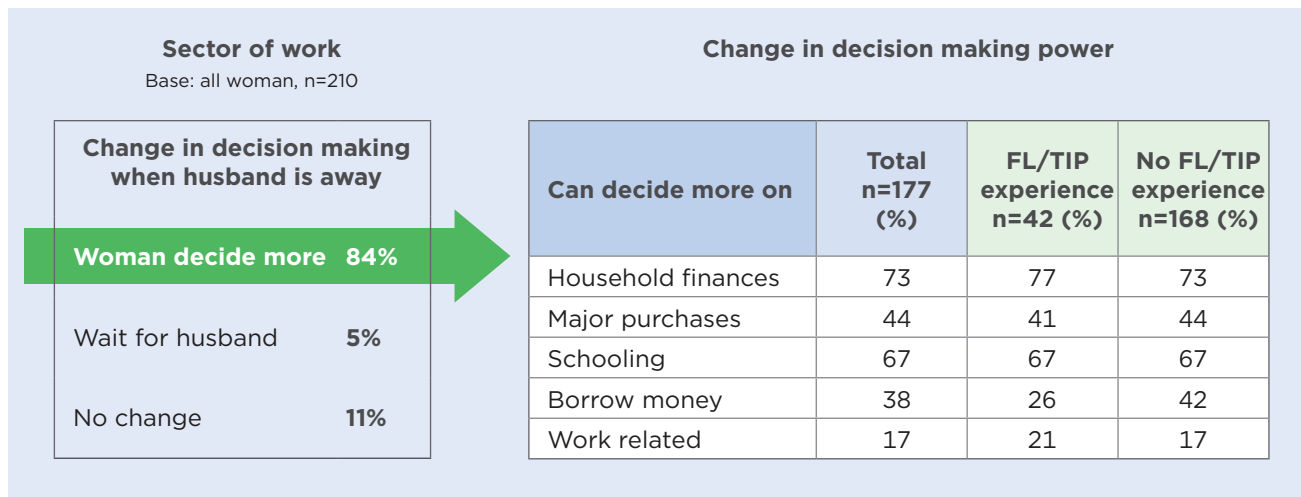 Sector of work
Base: all woman, n=210
Change in decision making
when husband is away
Woman decide more 84%
Wait for husband 5%
No change 11%
Change in decision making power
Can decide more on
Total
n=177
(%)
FL/TIP
experience
n=42 (%)
No FL/TIP
experience
n=168 (%)
Household finances 73 77 73
Major purchases 44 41 44
Schooling 67 67 67
Borrow money 38 26 42
Work related 17 21 17